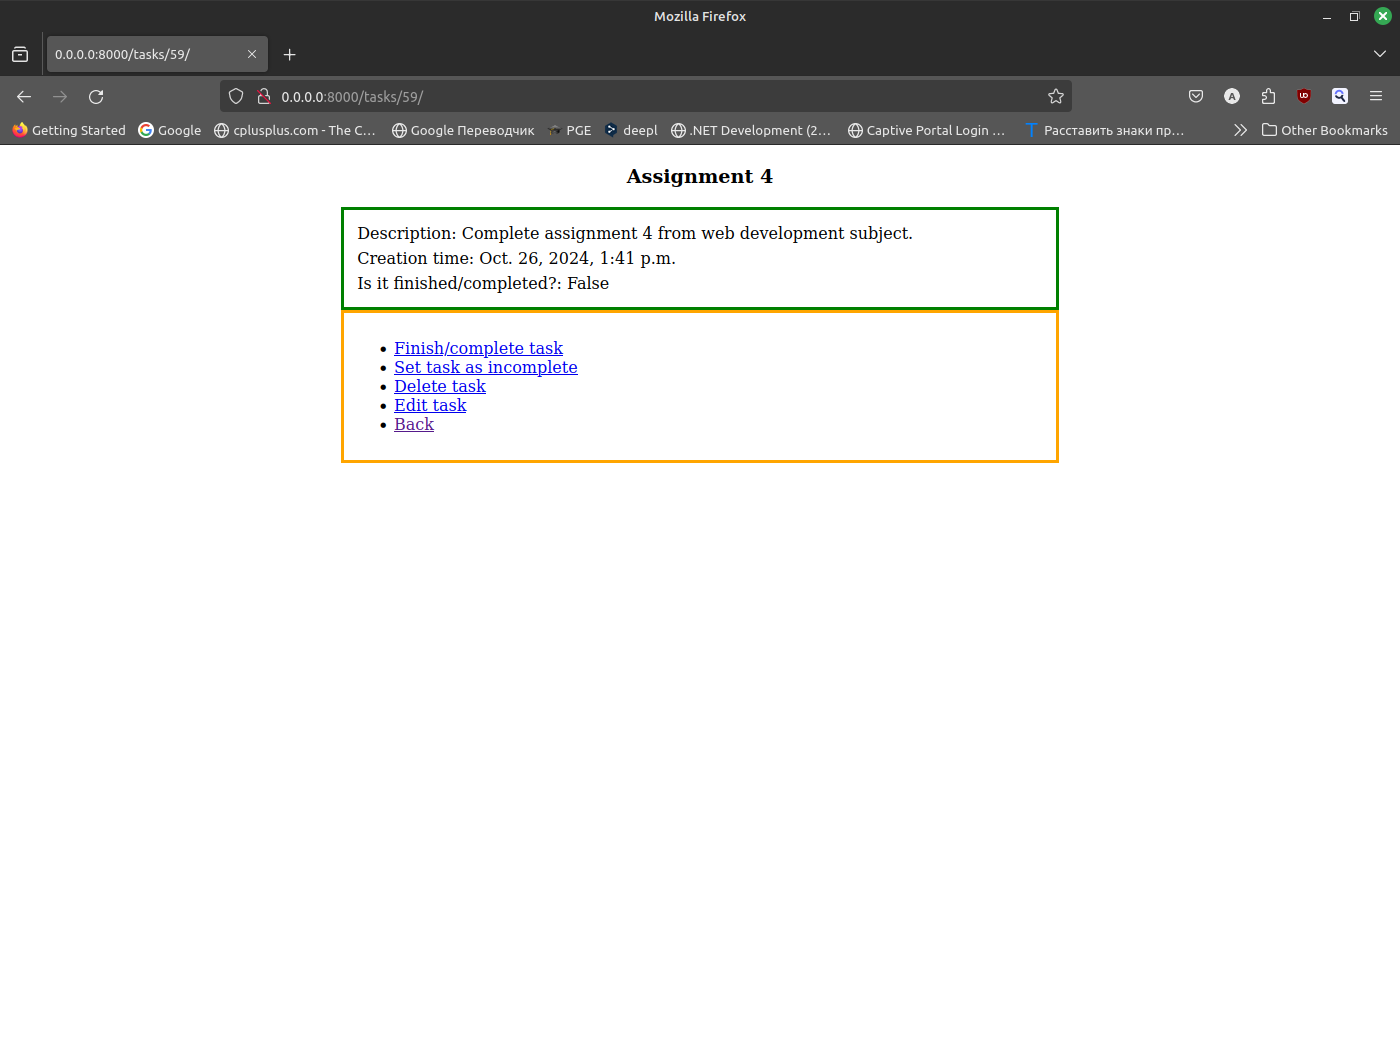 Mozilla Firefox
0.0.0.0:8000/tasks/59/
0.0.0.0:8000/tasks/59/
Getting Started Google cplusplus.com - The C… Google Переводчик PGE deepl .NET Development (2… Captive Portal Login … Расставить знаки пр… Other Bookmarks
Assignment 4
Description: Complete assignment 4 from web development subject.
Creation time: Oct. 26, 2024, 1:41 p.m.
Is it finished/completed?: False
Finish/complete task
Set task as incomplete
Delete task
Edit task
Back